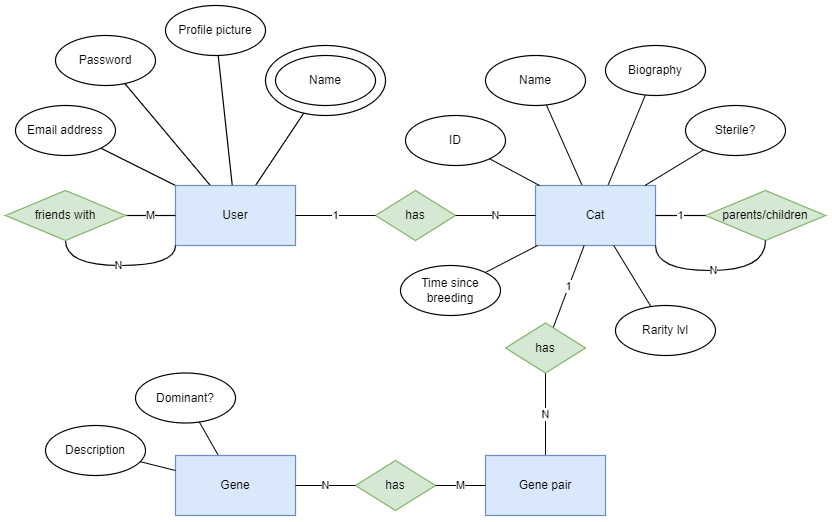 Profile picture
Password
Name
Email address
Name
Biography
Sterile?
ID
friends with
M
User
1
has
N
Cat
1
parents/children
N
N
Time since
breeding
1
Rarity lvl
has
Dominant?
N
Description
Gene
N
has
M
Gene pair